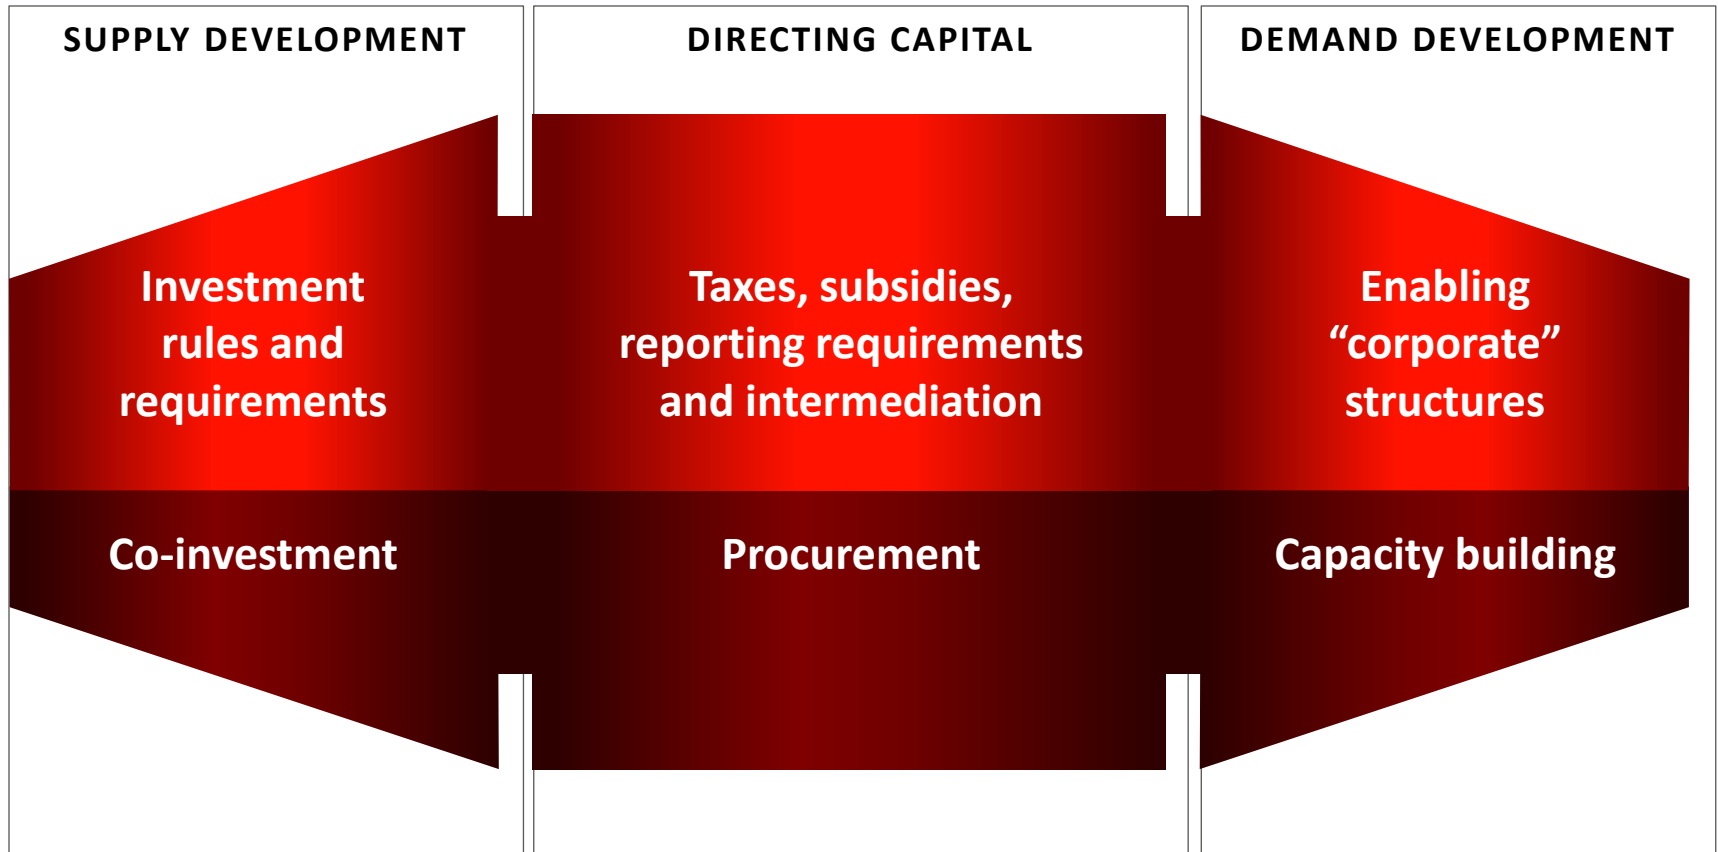 SUPPLY DEVELOPMENT
DIRECTING CAPITAL
DEMAND DEVELOPMENT
Investment
rules and
requirements
Taxes, subsidies,
reporting requirements
and intermediation
Enabling
“corporate”
structures
Co-investment
Procurement
Capacity building